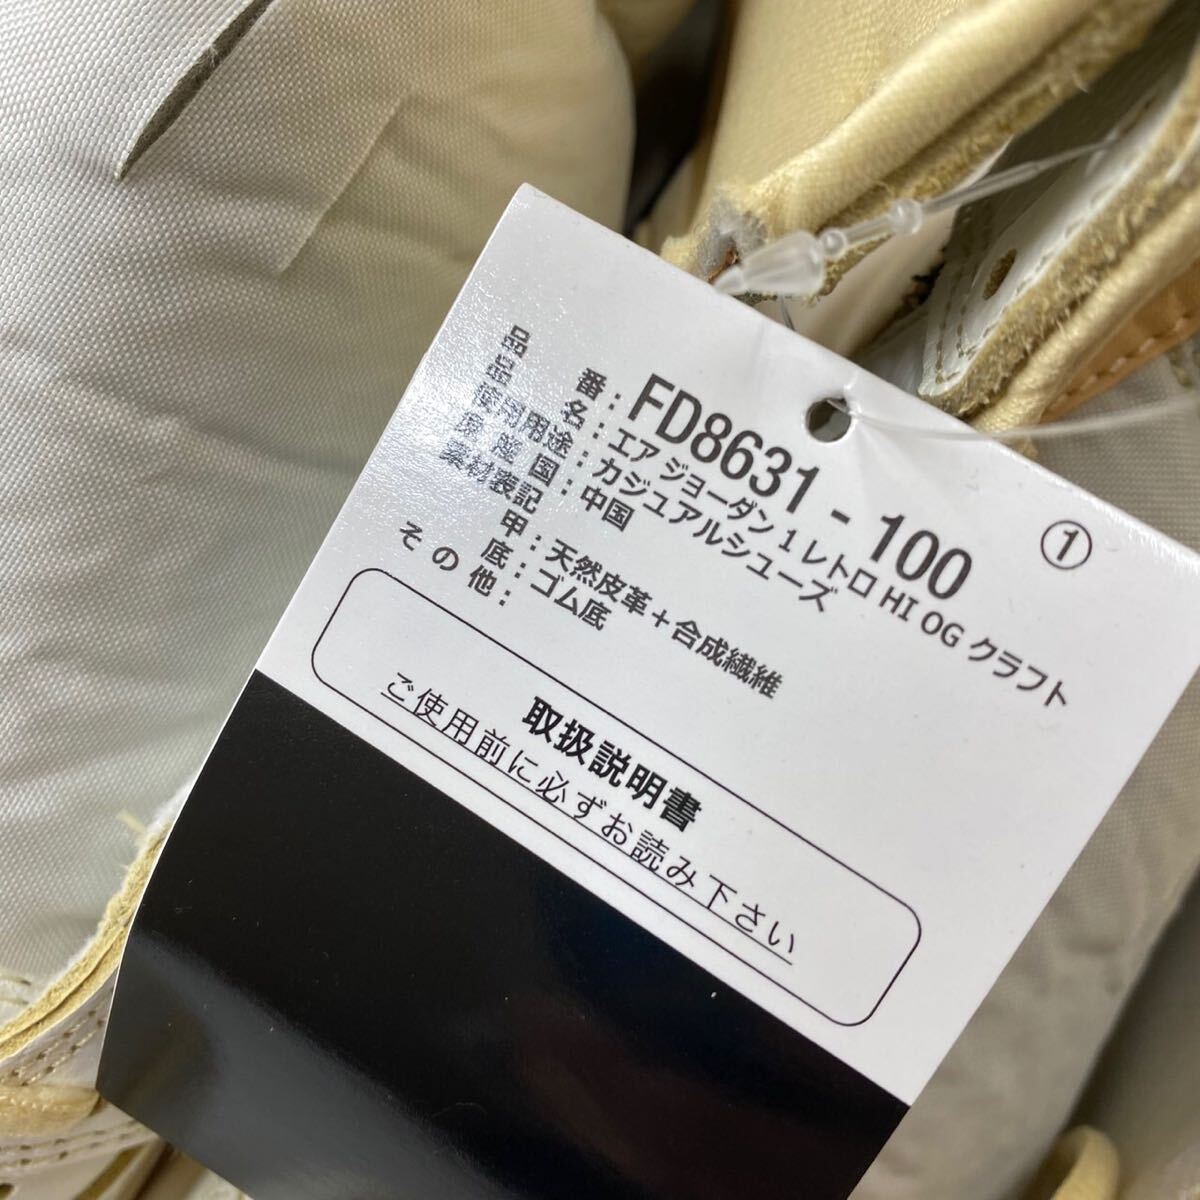 ①
品番：FD8631 - 100
品名：エア ジョーダン 1 レトロ HI OG クラフト
使用用途：カジュアルシューズ
原産国：中国
素材表記
甲：天然皮革＋合成繊維
底：ゴム底
その他：
取扱説明書
ご使用前に必ずお読み下さい